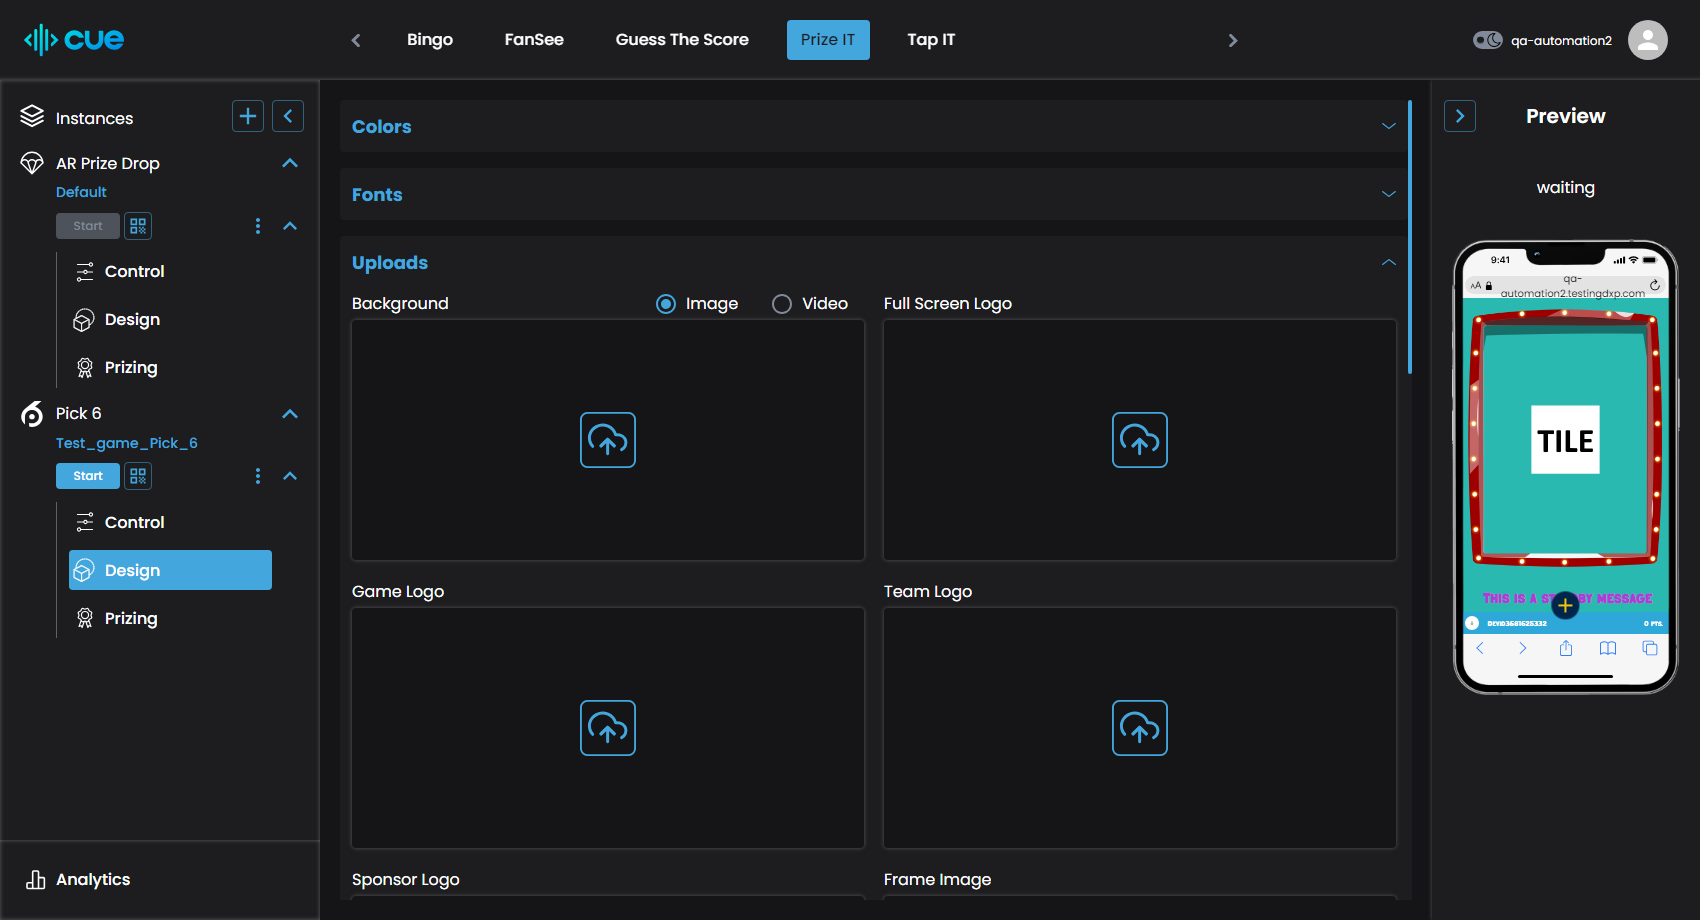 cue
Bingo
FanSee
Guess The Score
Prize IT
Tap IT
qa-automation2
Instances
AR Prize Drop
Default
Start
Control
Design
Prizing
Pick 6
Test_game_Pick_6
Start
Control
Design
Prizing
Analytics
Colors
Fonts
Uploads
Background
Image
Video
Full Screen Logo
Game Logo
Team Logo
Sponsor Logo
Frame Image
Preview
waiting
9:41
AA
qa-
automation2.testingdxp.com
TILE
THIS IS A ST BY MESSAGE
0 PTS.